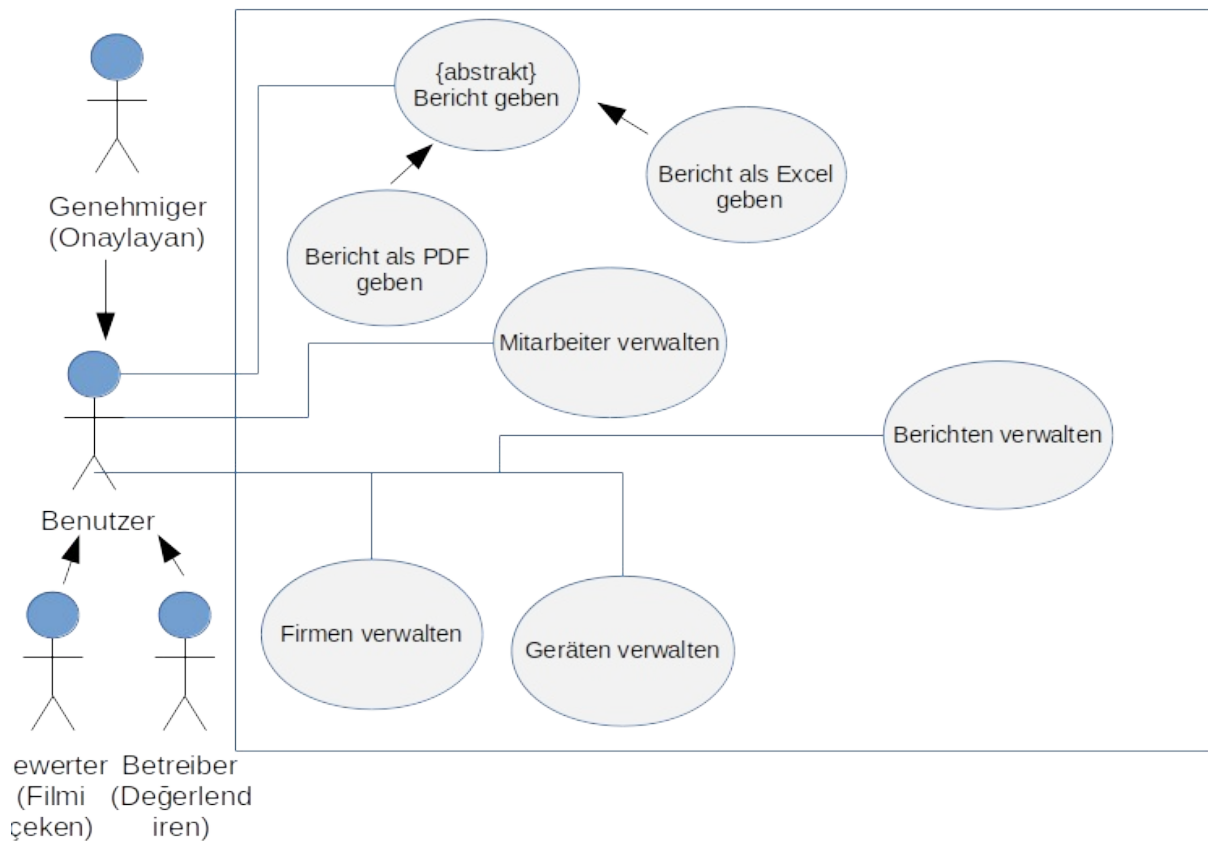 {abstrakt}
Bericht geben
Bericht als Excel
geben
Genehmiger
(Onaylayan)
Bericht als PDF
geben
Mitarbeiter verwalten
Berichten verwalten
Benutzer
Firmen verwalten
Geräten verwalten
ewerter
(Filmi
çeken)
Betreiber
(Değerlend
iren)